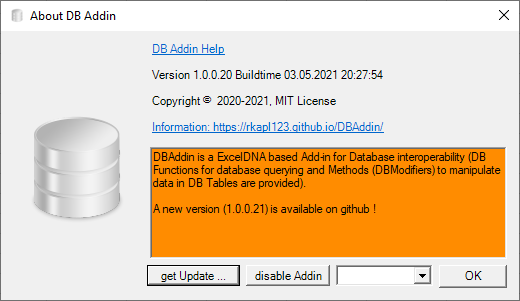 About DB Addin
DB Addin Help
Version 1.0.0.20 Buildtime 03.05.2021 20:27:54
Copyright © 2020-2021, MIT License
Information: https://rkapl123.github.io/DBAddin/
DBAddin is a ExcelDNA based Add-in for Database interoperability (DB
Functions for database querying and Methods (DBModifiers) to manipulate
data in DB Tables are provided).
A new version (1.0.0.21) is available on github !
get Update ...
disable Addin
OK